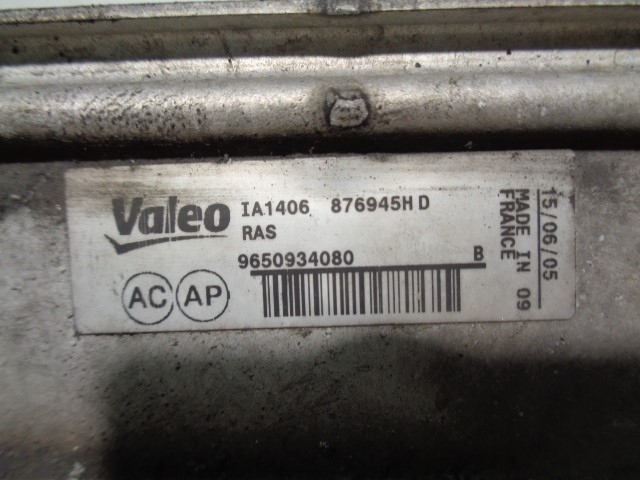 Valeo
IA1406 876945H D
RAS
9650934080 B
AC AP
15/06/05
MADE IN 09
FRANCE